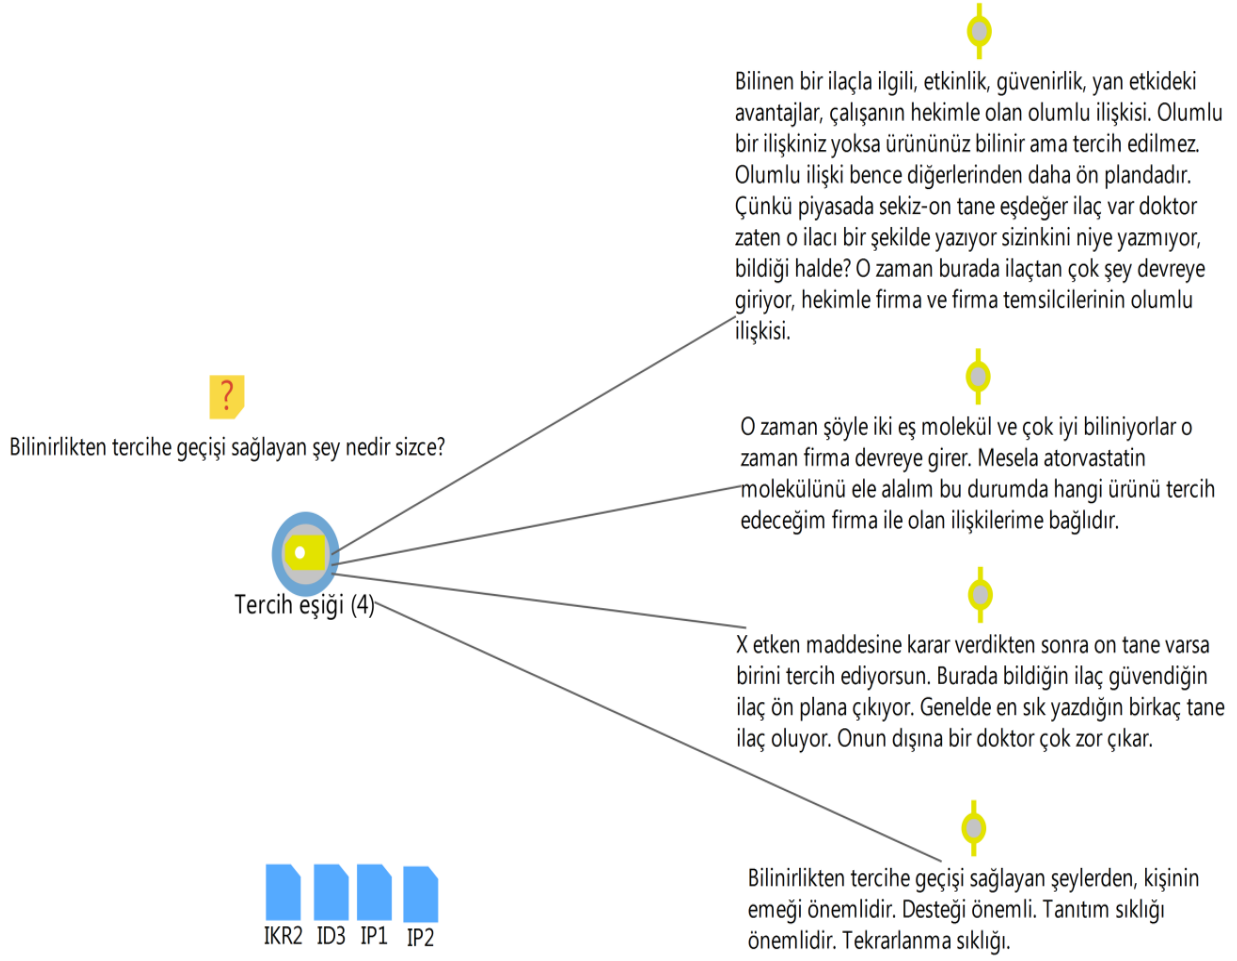 Bilinen bir ilaçla ilgili, etkinlik, güvenirlik, yan etkideki
avantajlar, çalışanın hekimle olan olumlu ilişkisi. Olumlu
bir ilişkiniz yoksa ürününüz bilinir ama tercih edilmez.
Olumlu ilişki bence diğerlerinden daha ön plandadır.
Çünkü piyasada sekiz-on tane eşdeğer ilaç var doktor
zaten o ilacı bir şekilde yazıyor sizinkini niye yazmıyor,
bildiği halde? O zaman burada ilaçtan çok şey devreye
giriyor, hekimle firma ve firma temsilcilerinin olumlu
ilişkisi.
?
Bilinirlikten tercihe geçişi sağlayan şey nedir sizce?
O zaman şöyle iki eş molekül ve çok iyi biliniyorlar o
zaman firma devreye girer. Mesela atorvastatin
molekülünü ele alalım bu durumda hangi ürünü tercih
edeceğim firma ile olan ilişkilerime bağlıdır.
Tercih eşiği (4)
X etken maddesine karar verdikten sonra on tane varsa
birini tercih ediyorsun. Burada bildiğin ilaç güvendiğin
ilaç ön plana çıkıyor. Genelde en sık yazdığın birkaç tane
ilaç oluyor. Onun dışına bir doktor çok zor çıkar.
Bilinirlikten tercihe geçişi sağlayan şeylerden, kişinin
emeği önemlidir. Desteği önemli. Tanıtım sıklığı
önemlidir. Tekrarlanma sıklığı.
IKR2 ID3 IP1 IP2